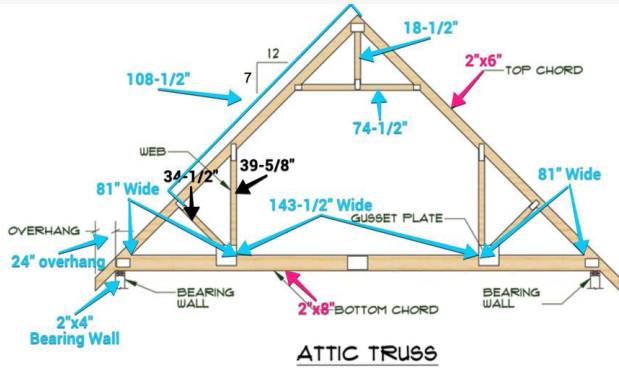 18-1/2"
12
7
108-1/2"
2"x6"
TOP CHORD
74-1/2"
WEB
34-1/2"
39-5/8"
81" Wide
143-1/2" Wide
81" Wide
GUSSET PLATE
OVERHANG
24" overhang
BEARING
WALL
2"x8"
BOTTOM CHORD
BEARING
WALL
2"x4"
Bearing Wall
ATTIC TRUSS